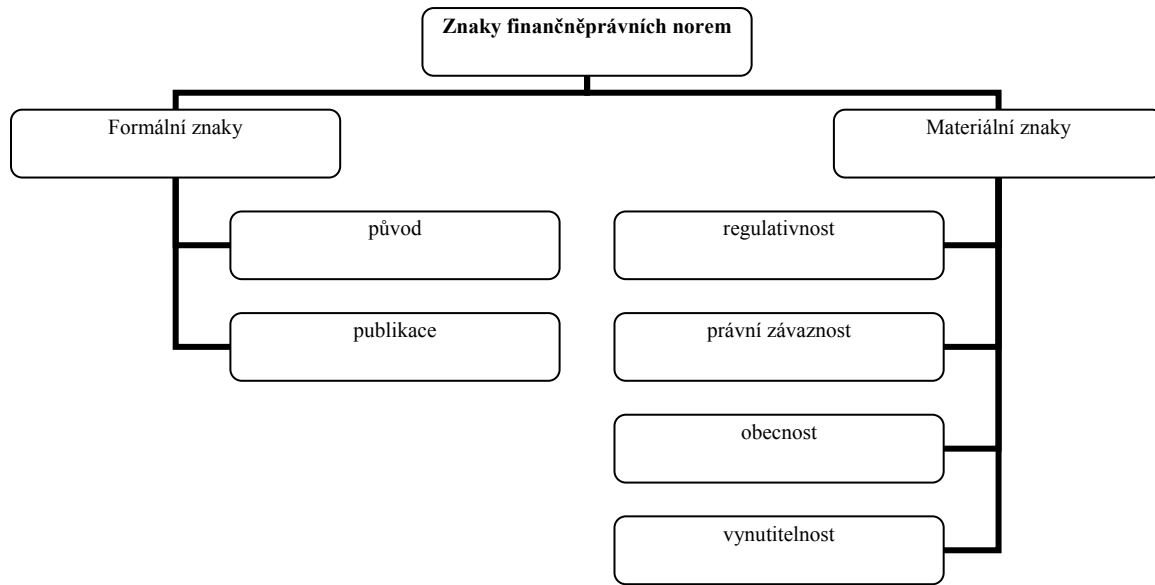 Znaky finančněprávních norem
Formální znaky
Materiální znaky
původ
regulativnost
publikace
právní závaznost
obecnost
vynutitelnost